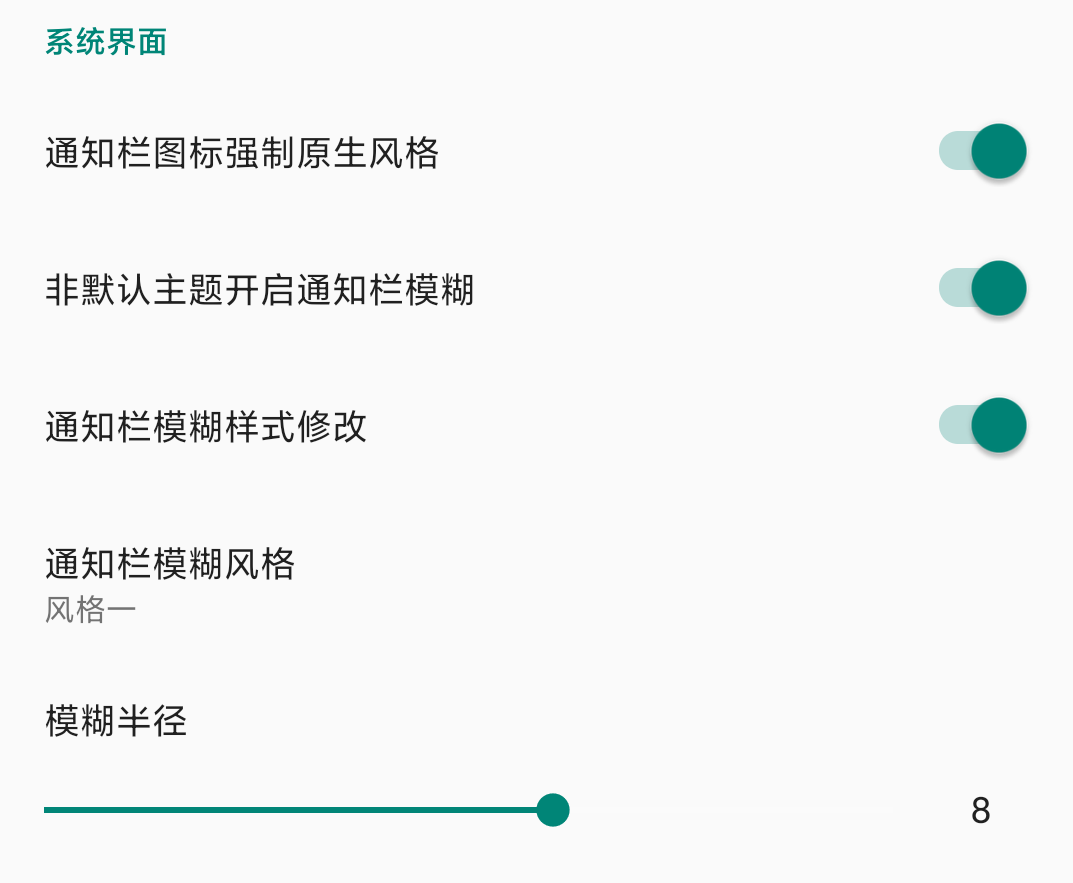 系统界面
通知栏图标强制原生风格
非默认主题开启通知栏模糊
通知栏模糊样式修改
通知栏模糊风格
风格一
模糊半径
8